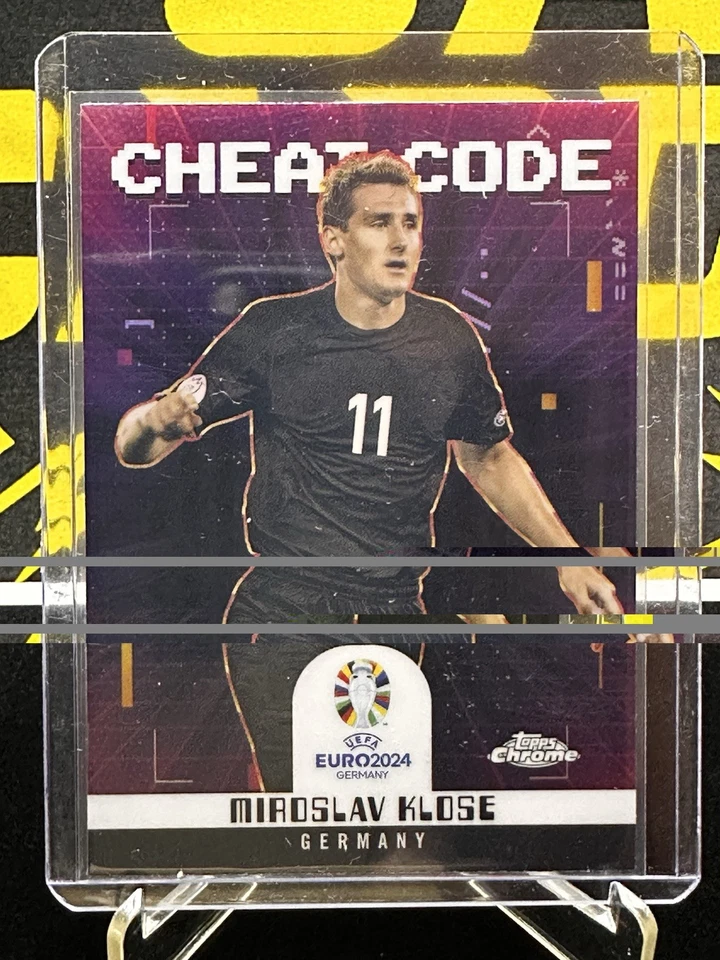 CHEAT CODE
11
UEFA
EURO2024
GERMANY
Topps
Chrome
MIROSLAV KLOSE
GERMANY